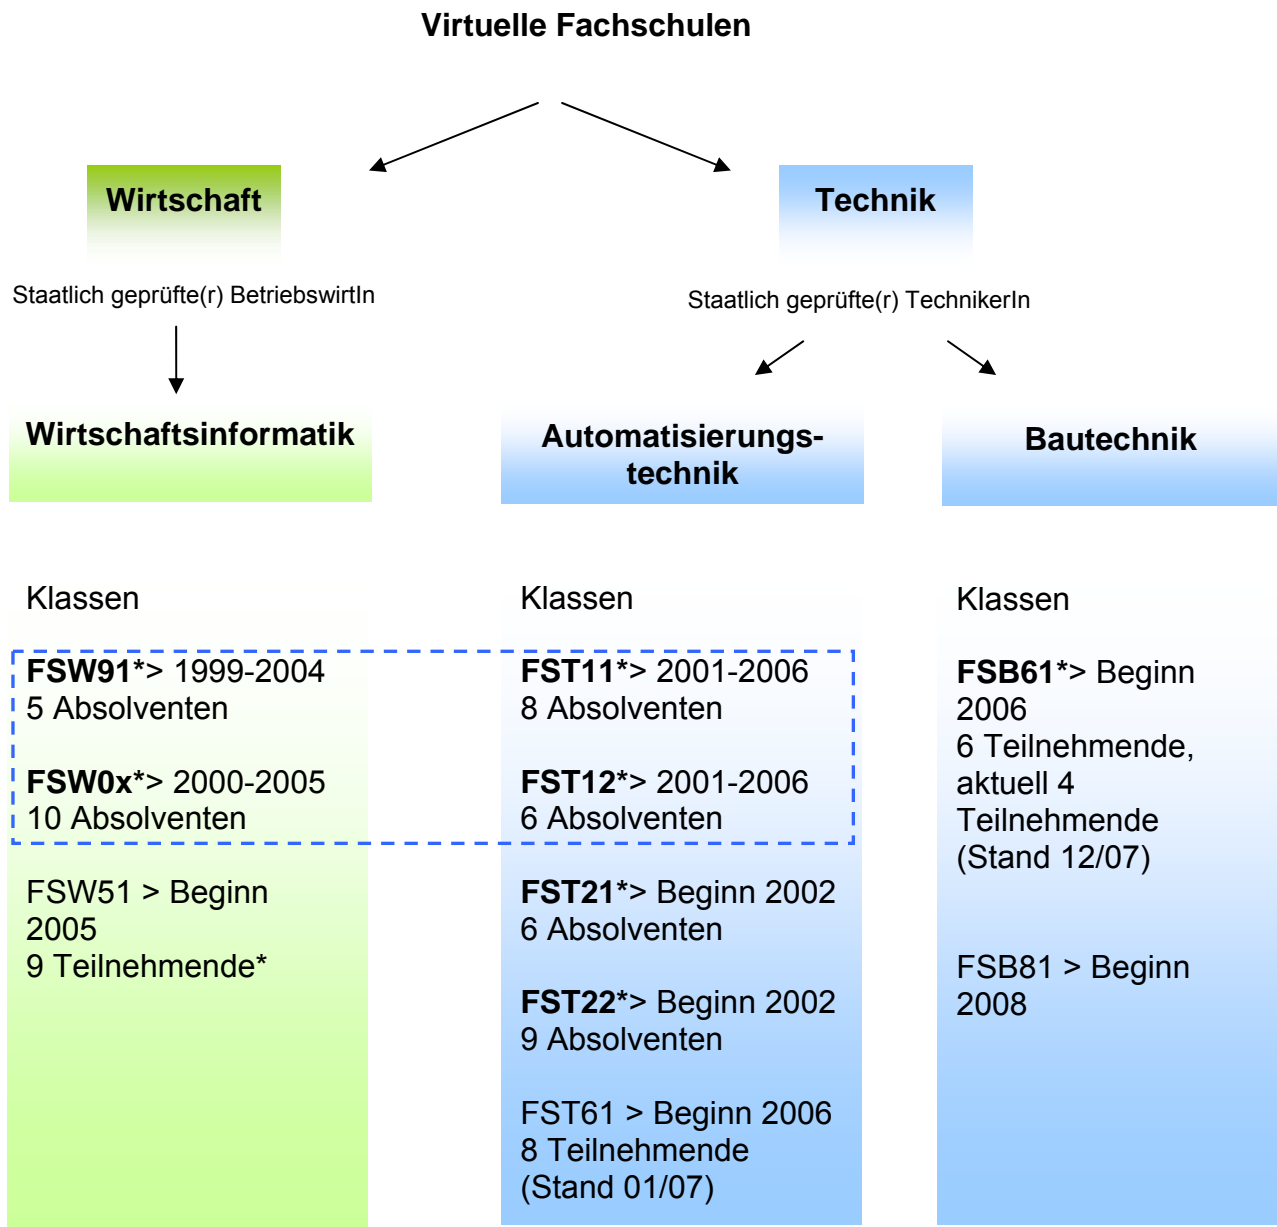 Virtuelle Fachschulen
Wirtschaft
Technik
Staatlich geprüfte(r) BetriebswirtIn
Staatlich geprüfte(r) TechnikerIn
Wirtschaftsinformatik
Automatisierungs-
technik
Bautechnik
Klassen
FSW91*> 1999-2004
5 Absolventen
FSW0x*> 2000-2005
10 Absolventen
FSW51 > Beginn
2005
9 Teilnehmende*
Klassen
FST11*> 2001-2006
8 Absolventen
FST12*> 2001-2006
6 Absolventen
FST21*> Beginn 2002
6 Absolventen
FST22*> Beginn 2002
9 Absolventen
FST61 > Beginn 2006
8 Teilnehmende
(Stand 01/07)
Klassen
FSB61*> Beginn
2006
6 Teilnehmende,
aktuell 4
Teilnehmende
(Stand 12/07)
FSB81 > Beginn
2008